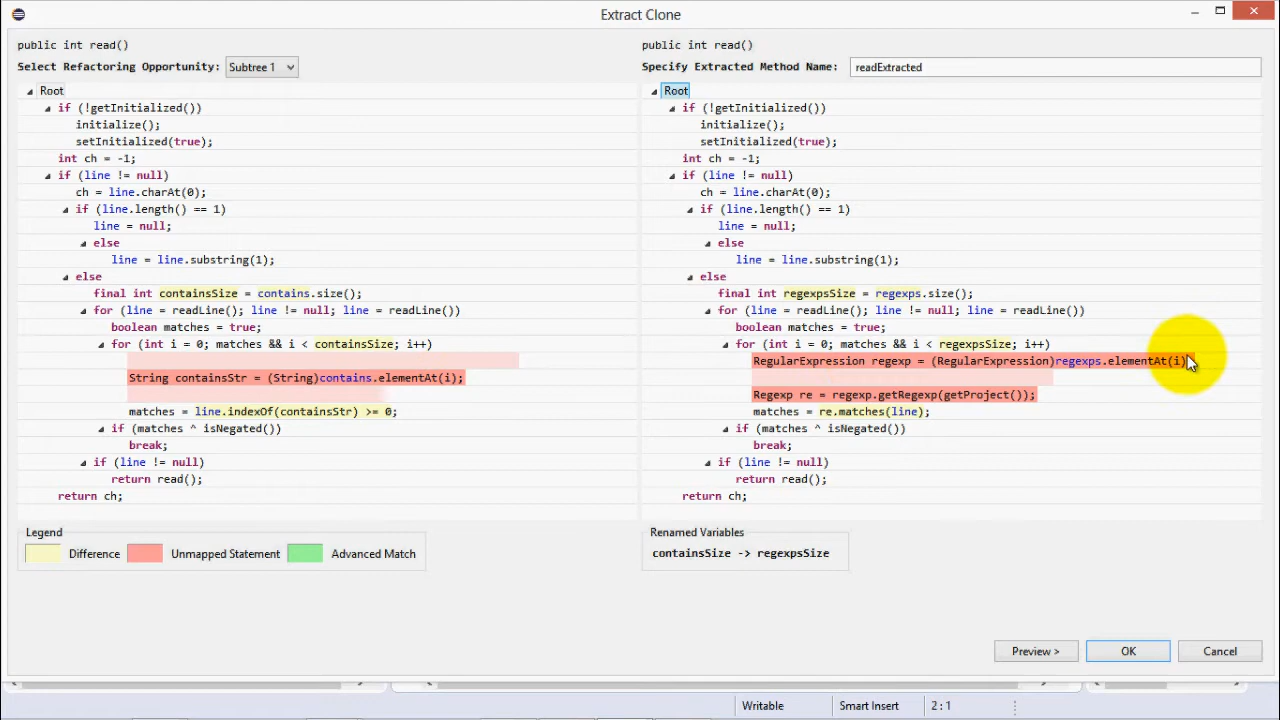 Extract Clone
public int read()
Select Refactoring Opportunity: Subtree 1
Root
if (!getInitialized())
initialize();
setInitialized(true);
int ch = -1;
if (line != null)
ch = line.charAt(0);
if (line.length() == 1)
line = null;
else
line = line.substring(1);
else
final int containsSize = contains.size();
for (line = readLine(); line != null; line = readLine())
boolean matches = true;
for (int i = 0; matches && i < containsSize; i++)
String containsStr = (String)contains.elementAt(i);
matches = line.indexOf(containsStr) >= 0;
if (matches ^ isNegated())
break;
if (line != null)
return read();
return ch;
public int read()
Specify Extracted Method Name: readExtracted
Root
if (!getInitialized())
initialize();
setInitialized(true);
int ch = -1;
if (line != null)
ch = line.charAt(0);
if (line.length() == 1)
line = null;
else
line = line.substring(1);
else
final int regexpsSize = regexps.size();
for (line = readLine(); line != null; line = readLine())
boolean matches = true;
for (int i = 0; matches && i < regexpsSize; i++)
RegularExpression regexp = (RegularExpression)regexps.elementAt(i)
Regexp re = regexp.getRegexp(getProject());
matches = re.matches(line);
if (matches ^ isNegated())
break;
if (line != null)
return read();
return ch;
Legend
Difference Unmapped Statement Advanced Match
Renamed Variables
containsSize -> regexpsSize
Preview > OK Cancel
Writable Smart Insert 2 : 1